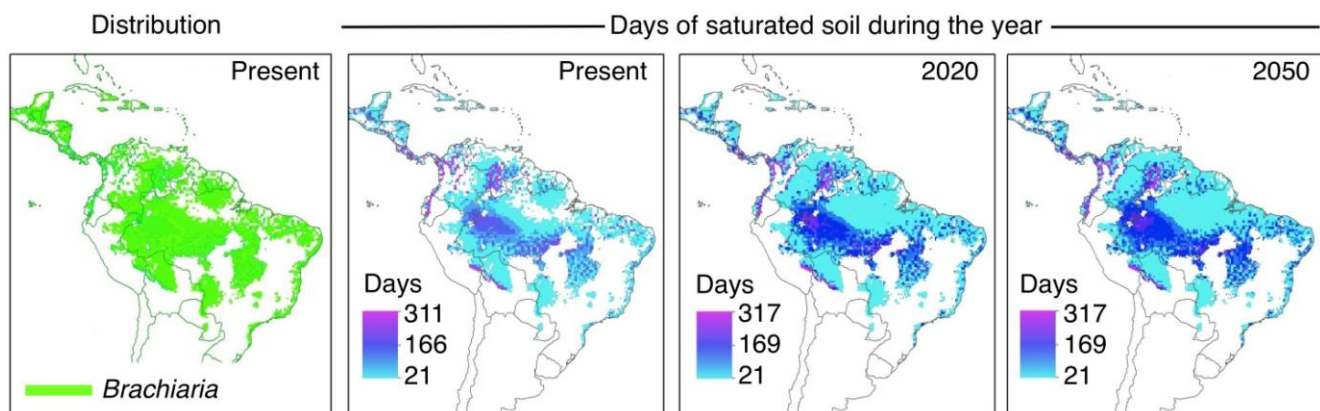 Distribution
Days of saturated soil during the year
Present
Brachiaria
Present
Days
311
166
21
2020
Days
317
169
21
2050
Days
317
169
21